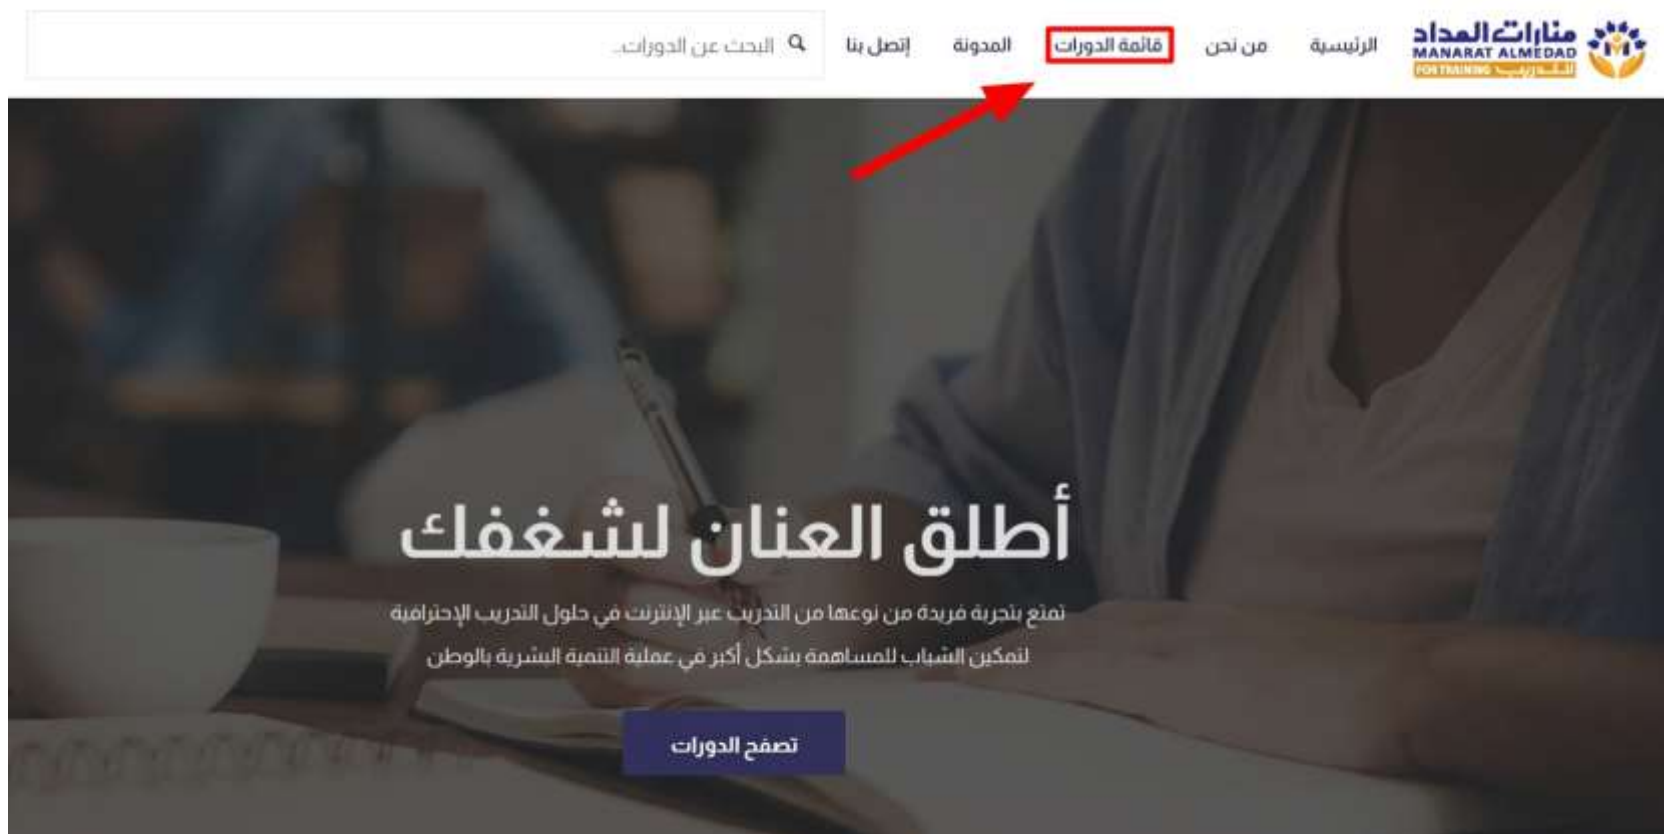 منارات المداد
MANARAT ALMEDAD
FOR TRAINING للتدريب
الرئيسية
من نحن
قائمة الدورات
المدونة
إتصل بنا
البحث عن الدورات...
أطلق العنان لشغفك
تمتع بتجربة فريدة من نوعها من التدريب عبر الإنترنت في حلول التدريب الإحترافية
لتمكين الشباب للمساهمة بشكل أكبر في عملية التنمية البشرية بالوطن
تصفح الدورات